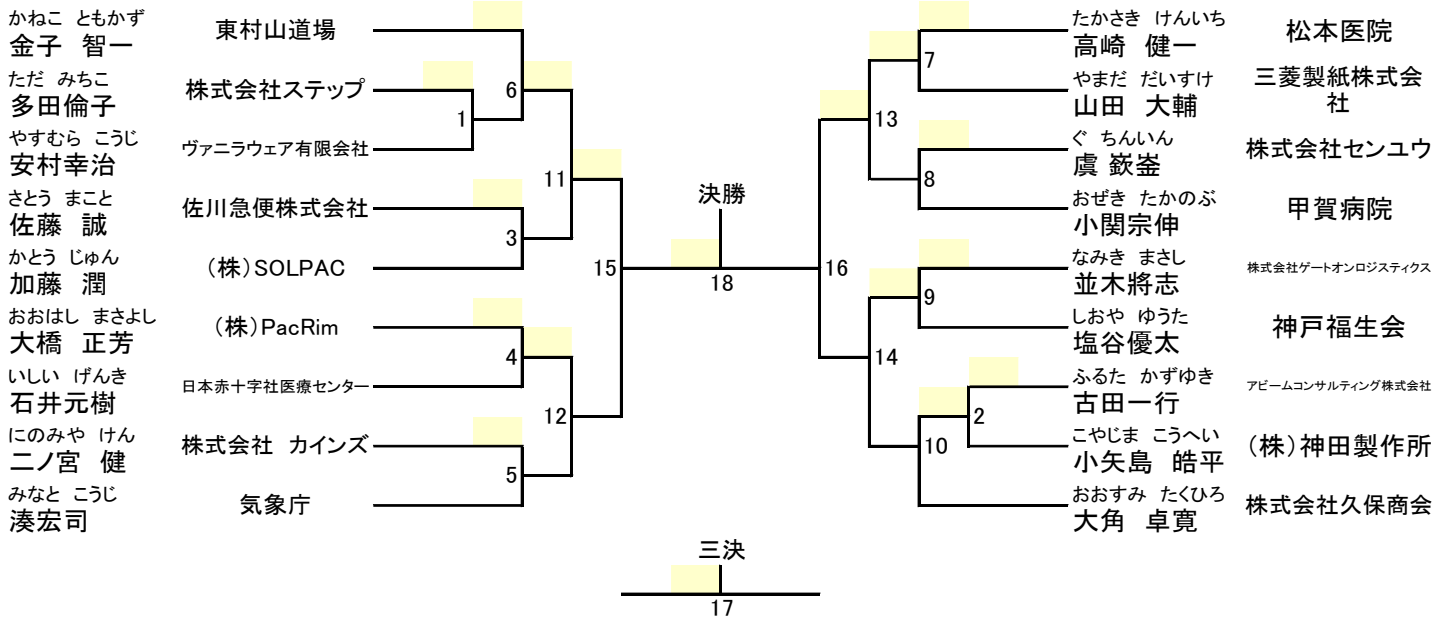 かねこ ともかず
金子 智一
東村山道場
ただ みちこ
多田倫子
株式会社ステップ
やすむら こうじ
安村幸治
ヴァニラウェア有限会社
さとう まこと
佐藤 誠
佐川急便株式会社
かとう じゅん
加藤 潤
(株)SOLPAC
おおはし まさよし
大橋 正芳
(株)PacRim
いしい げんき
石井元樹
日本赤十字社医療センター
にのみや けん
二ノ宮 健
株式会社 カインズ
みなと こうじ
湊宏司
気象庁
1
6
3
11
4
5
12
15
決勝
18
三決
17
16
13
14
7
8
9
2
10
たかさき けんいち
高崎 健一
松本医院
やまだ だいすけ
山田 大輔
三菱製紙株式会
社
ぐ ちんいん
虞 嶔崟
株式会社センユウ
おぜき たかのぶ
小関宗伸
甲賀病院
なみき まさし
並木將志
株式会社ゲートオンロジスティクス
しおや ゆうた
塩谷優太
神戸福生会
ふるた かずゆき
古田一行
アビームコンサルティング株式会社
こやじま こうへい
小矢島 皓平
(株)神田製作所
おおすみ たくひろ
大角 卓寛
株式会社久保商会